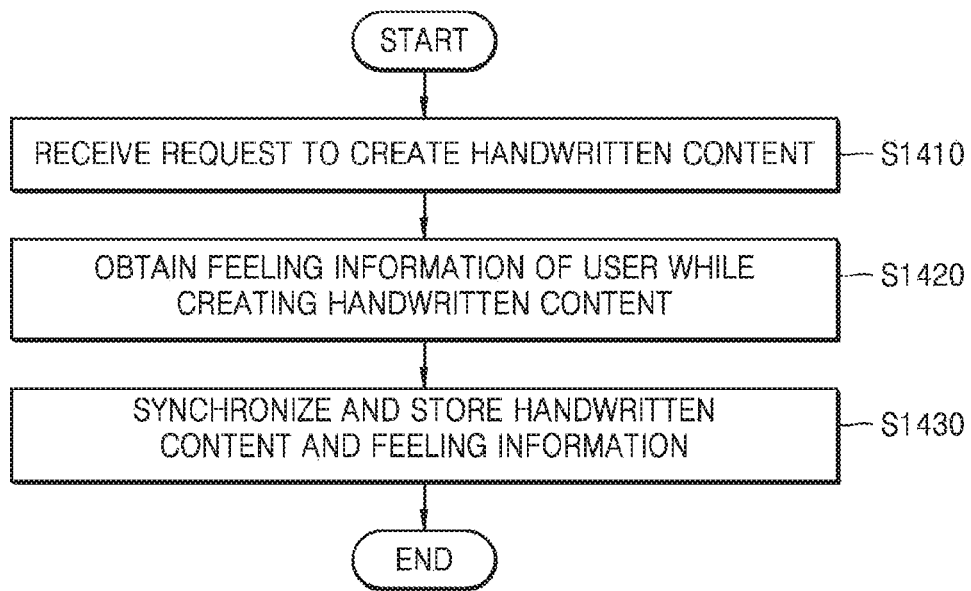 START
RECEIVE REQUEST TO CREATE HANDWRITTEN CONTENT
S1410
OBTAIN FEELING INFORMATION OF USER WHILE
CREATING HANDWRITTEN CONTENT
S1420
SYNCHRONIZE AND STORE HANDWRITTEN
CONTENT AND FEELING INFORMATION
S1430
END